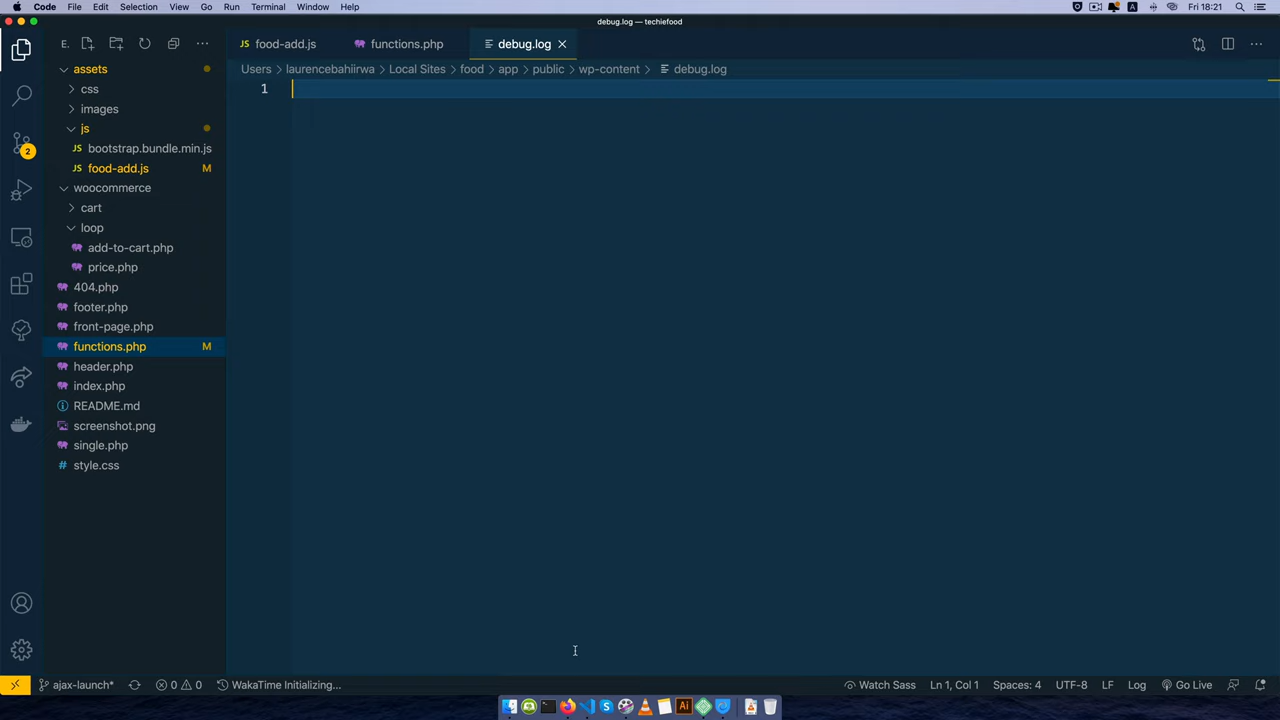 Code File Edit Selection View Go Run Terminal Window Help
A Fri 18:21
debug.log — techiefood
E.
JS food-add.js functions.php debug.log
assets
Users > laurencebahiirwa > Local Sites > food > app > public > wp-content > debug.log
css
1
images
js
bootstrap.bundle.min.js
2
JS food-add.js M
woocommerce
cart
loop
add-to-cart.php
price.php
404.php
footer.php
front-page.php
functions.php M
header.php
index.php
README.md
screenshot.png
single.php
# style.css
ajax-launch* 0 0 WakaTime Initializing... Watch Sass Ln 1, Col 1 Spaces: 4 UTF-8 LF Log Go Live
S Ai